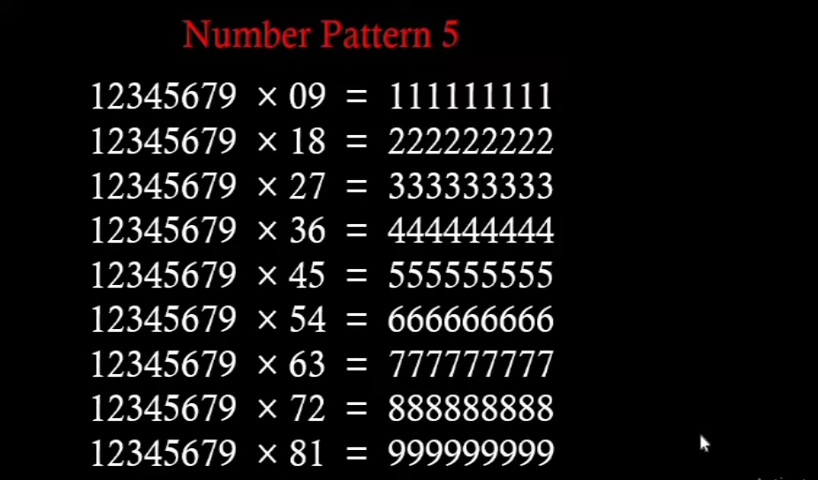 Number Pattern 5
12345679 × 09 = 111111111
12345679 × 18 = 222222222
12345679 × 27 = 333333333
12345679 × 36 = 444444444
12345679 × 45 = 555555555
12345679 × 54 = 666666666
12345679 × 63 = 777777777
12345679 × 72 = 888888888
12345679 × 81 = 999999999